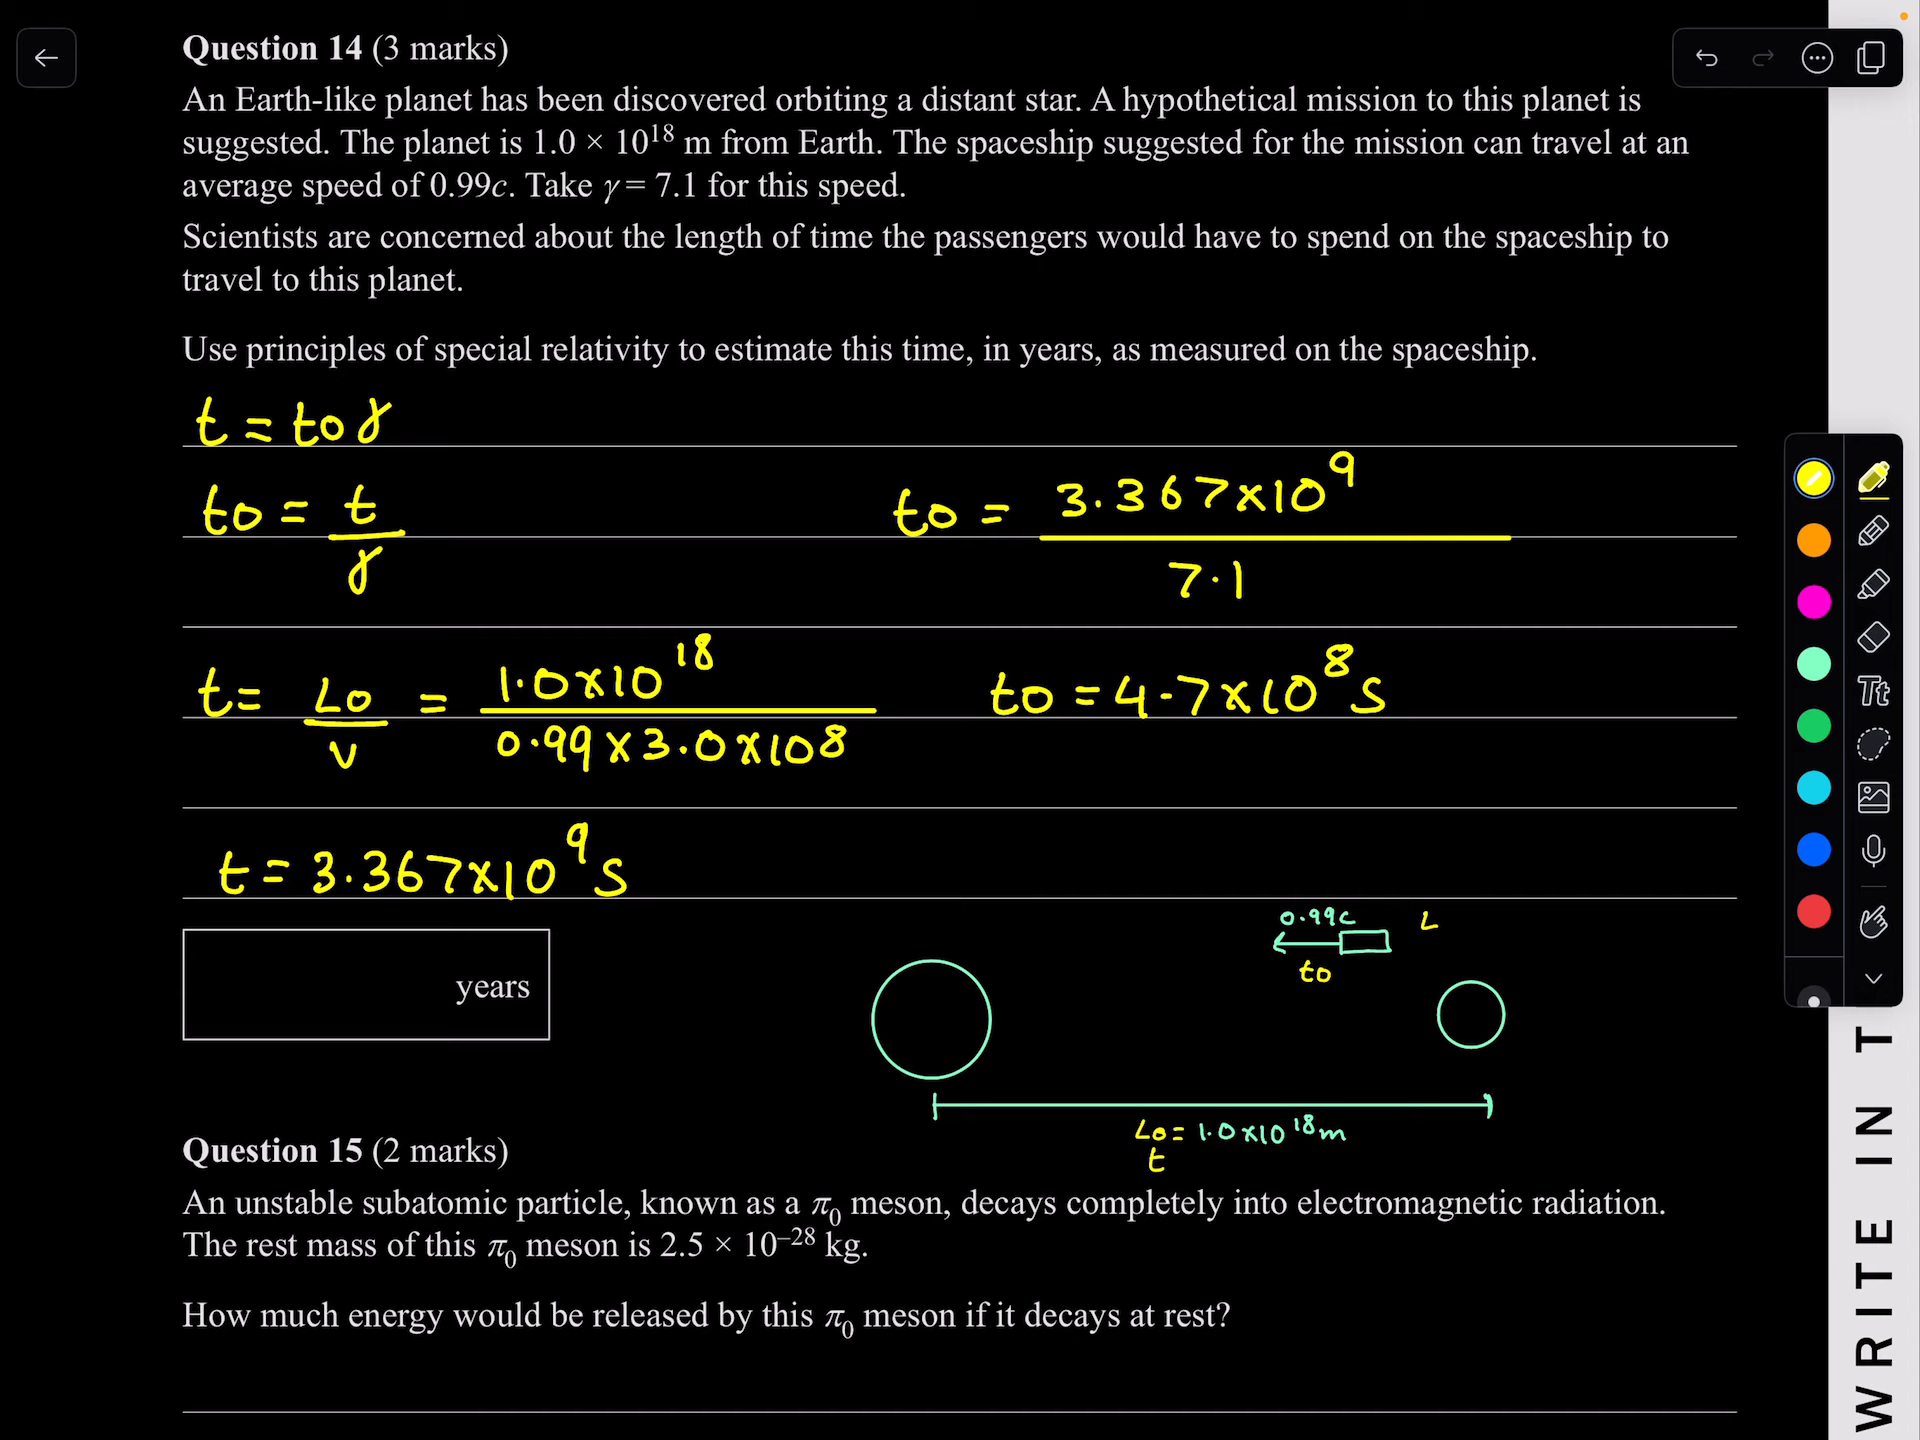 Question 14 (3 marks)
An Earth-like planet has been discovered orbiting a distant star. A hypothetical mission to this planet is
suggested. The planet is 1.0 × 10¹⁸ m from Earth. The spaceship suggested for the mission can travel at an
average speed of 0.99c. Take γ = 7.1 for this speed.
Scientists are concerned about the length of time the passengers would have to spend on the spaceship to
travel to this planet.
Use principles of special relativity to estimate this time, in years, as measured on the spaceship.
t = to γ
to = t/γ
to = 3.367×10⁹ / 7.1
t = Lo/v = 1.0×10¹⁸ / 0.99 × 3.0×10⁸
to = 4.7×10⁸ s
t = 3.367×10⁹ s
0.99c L
to
years
Lo = 1.0×10¹⁸ m
t
Question 15 (2 marks)
An unstable subatomic particle, known as a π₀ meson, decays completely into electromagnetic radiation.
The rest mass of this π₀ meson is 2.5 × 10⁻²⁸ kg.
How much energy would be released by this π₀ meson if it decays at rest?
Tt
WRITE IN T